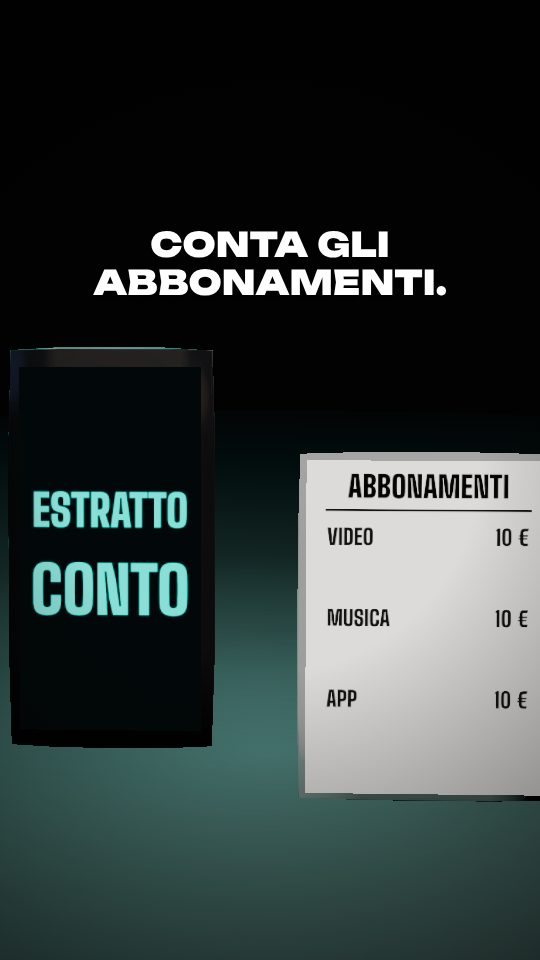 CONTA GLI
ABBONAMENTI.
ESTRATTO
CONTO
ABBONAMENTI
VIDEO 10 €
MUSICA 10 €
APP 10 €